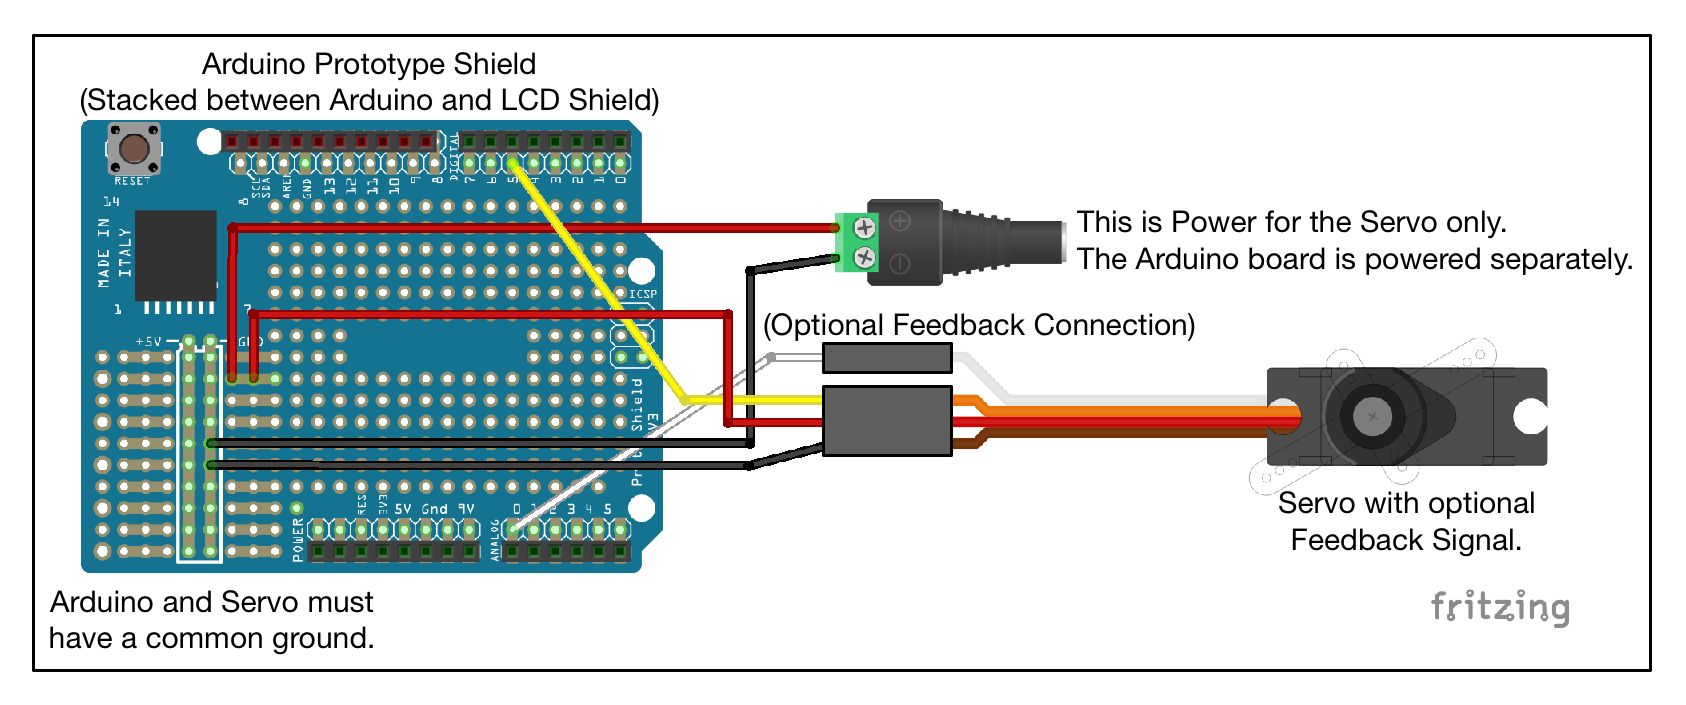 Arduino Prototype Shield
(Stacked between Arduino and LCD Shield)
RESET
SCL
SDA
AREF
GND
13
12
11
10
9
8
DIGITAL
7
6
5
4
3
2
1
0
14
8
MADE IN
ITALY
1
7
+5V
GND
ICSP
This is Power for the Servo only.
The Arduino board is powered separately.
(Optional Feedback Connection)
Shield
POWER
RES
3V3
5V Gnd 9V
ANALOG
0 1 2 3 4 5
Servo with optional
Feedback Signal.
Arduino and Servo must
have a common ground.
fritzing